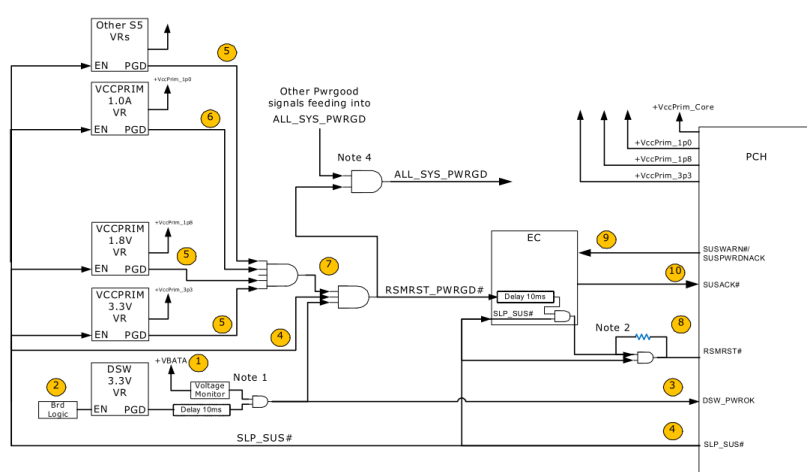 Other S5
VRs
EN PGD
5
VCCPRIM
1.0A
VR
EN PGD
+VccPrim_1p0
6
Other Pwrgood
signals feeding into
ALL_SYS_PWRGD
Note 4
ALL_SYS_PWRGD
+VccPrim_Core
+VccPrim_1p0
+VccPrim_1p8
+VccPrim_3p3
PCH
VCCPRIM
1.8V
VR
EN PGD
+VccPrim_1p8
5
7
VCCPRIM
3.3V
VR
EN PGD
+VccPrim_3p3
5
4
RSMRST_PWRGD#
EC
Delay 10ms
SLP_SUS#
9
SUSWARN#/
SUSPWRDNACK
10
SUSACK#
Note 2
8
RSMRST#
DSW
3.3V
VR
EN PGD
2
Brd
Logic
+VBATA
1
Voltage
Monitor
Note 1
Delay 10ms
3
DSW_PWROK
SLP_SUS#
4
SLP_SUS#